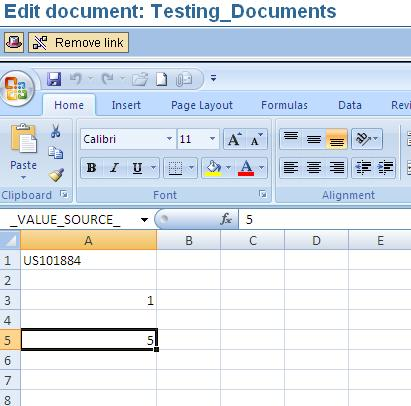 Edit document: Testing_Documents
Remove link
Home Insert Page Layout Formulas Data Revi
Paste
Calibri 11 A A
B I U A
Clipboard Font Alignment
_VALUE_SOURCE_ fx 5
A B C D E
1 US101884
2
3 1
4
5 5
6
7
8